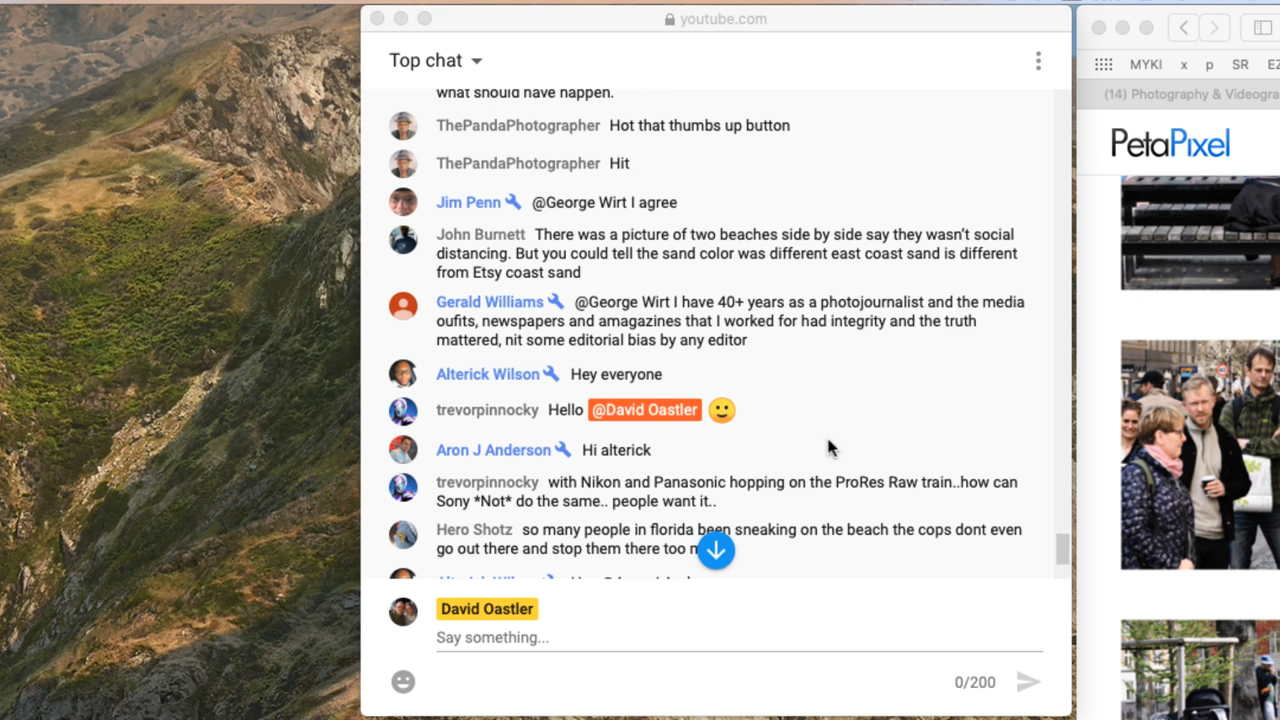 youtube.com
Top chat
what should have happen.
ThePandaPhotographer Hot that thumbs up button
ThePandaPhotographer Hit
Jim Penn @George Wirt I agree
John Burnett There was a picture of two beaches side by side say they wasn't social
distancing. But you could tell the sand color was different east coast sand is different
from Etsy coast sand
Gerald Williams @George Wirt I have 40+ years as a photojournalist and the media
oufits, newspapers and amagazines that I worked for had integrity and the truth
mattered, nit some editorial bias by any editor
Alterick Wilson Hey everyone
trevorpinnocky Hello @David Oastler 🙂
Aron J Anderson Hi alterick
trevorpinnocky with Nikon and Panasonic hopping on the ProRes Raw train..how can
Sony *Not* do the same.. people want it..
Hero Shotz so many people in florida been sneaking on the beach the cops dont even
go out there and stop them there too
David Oastler
Say something...
0/200
MYKI x p SR EZ
(14) Photography & Videogra
PetaPixel